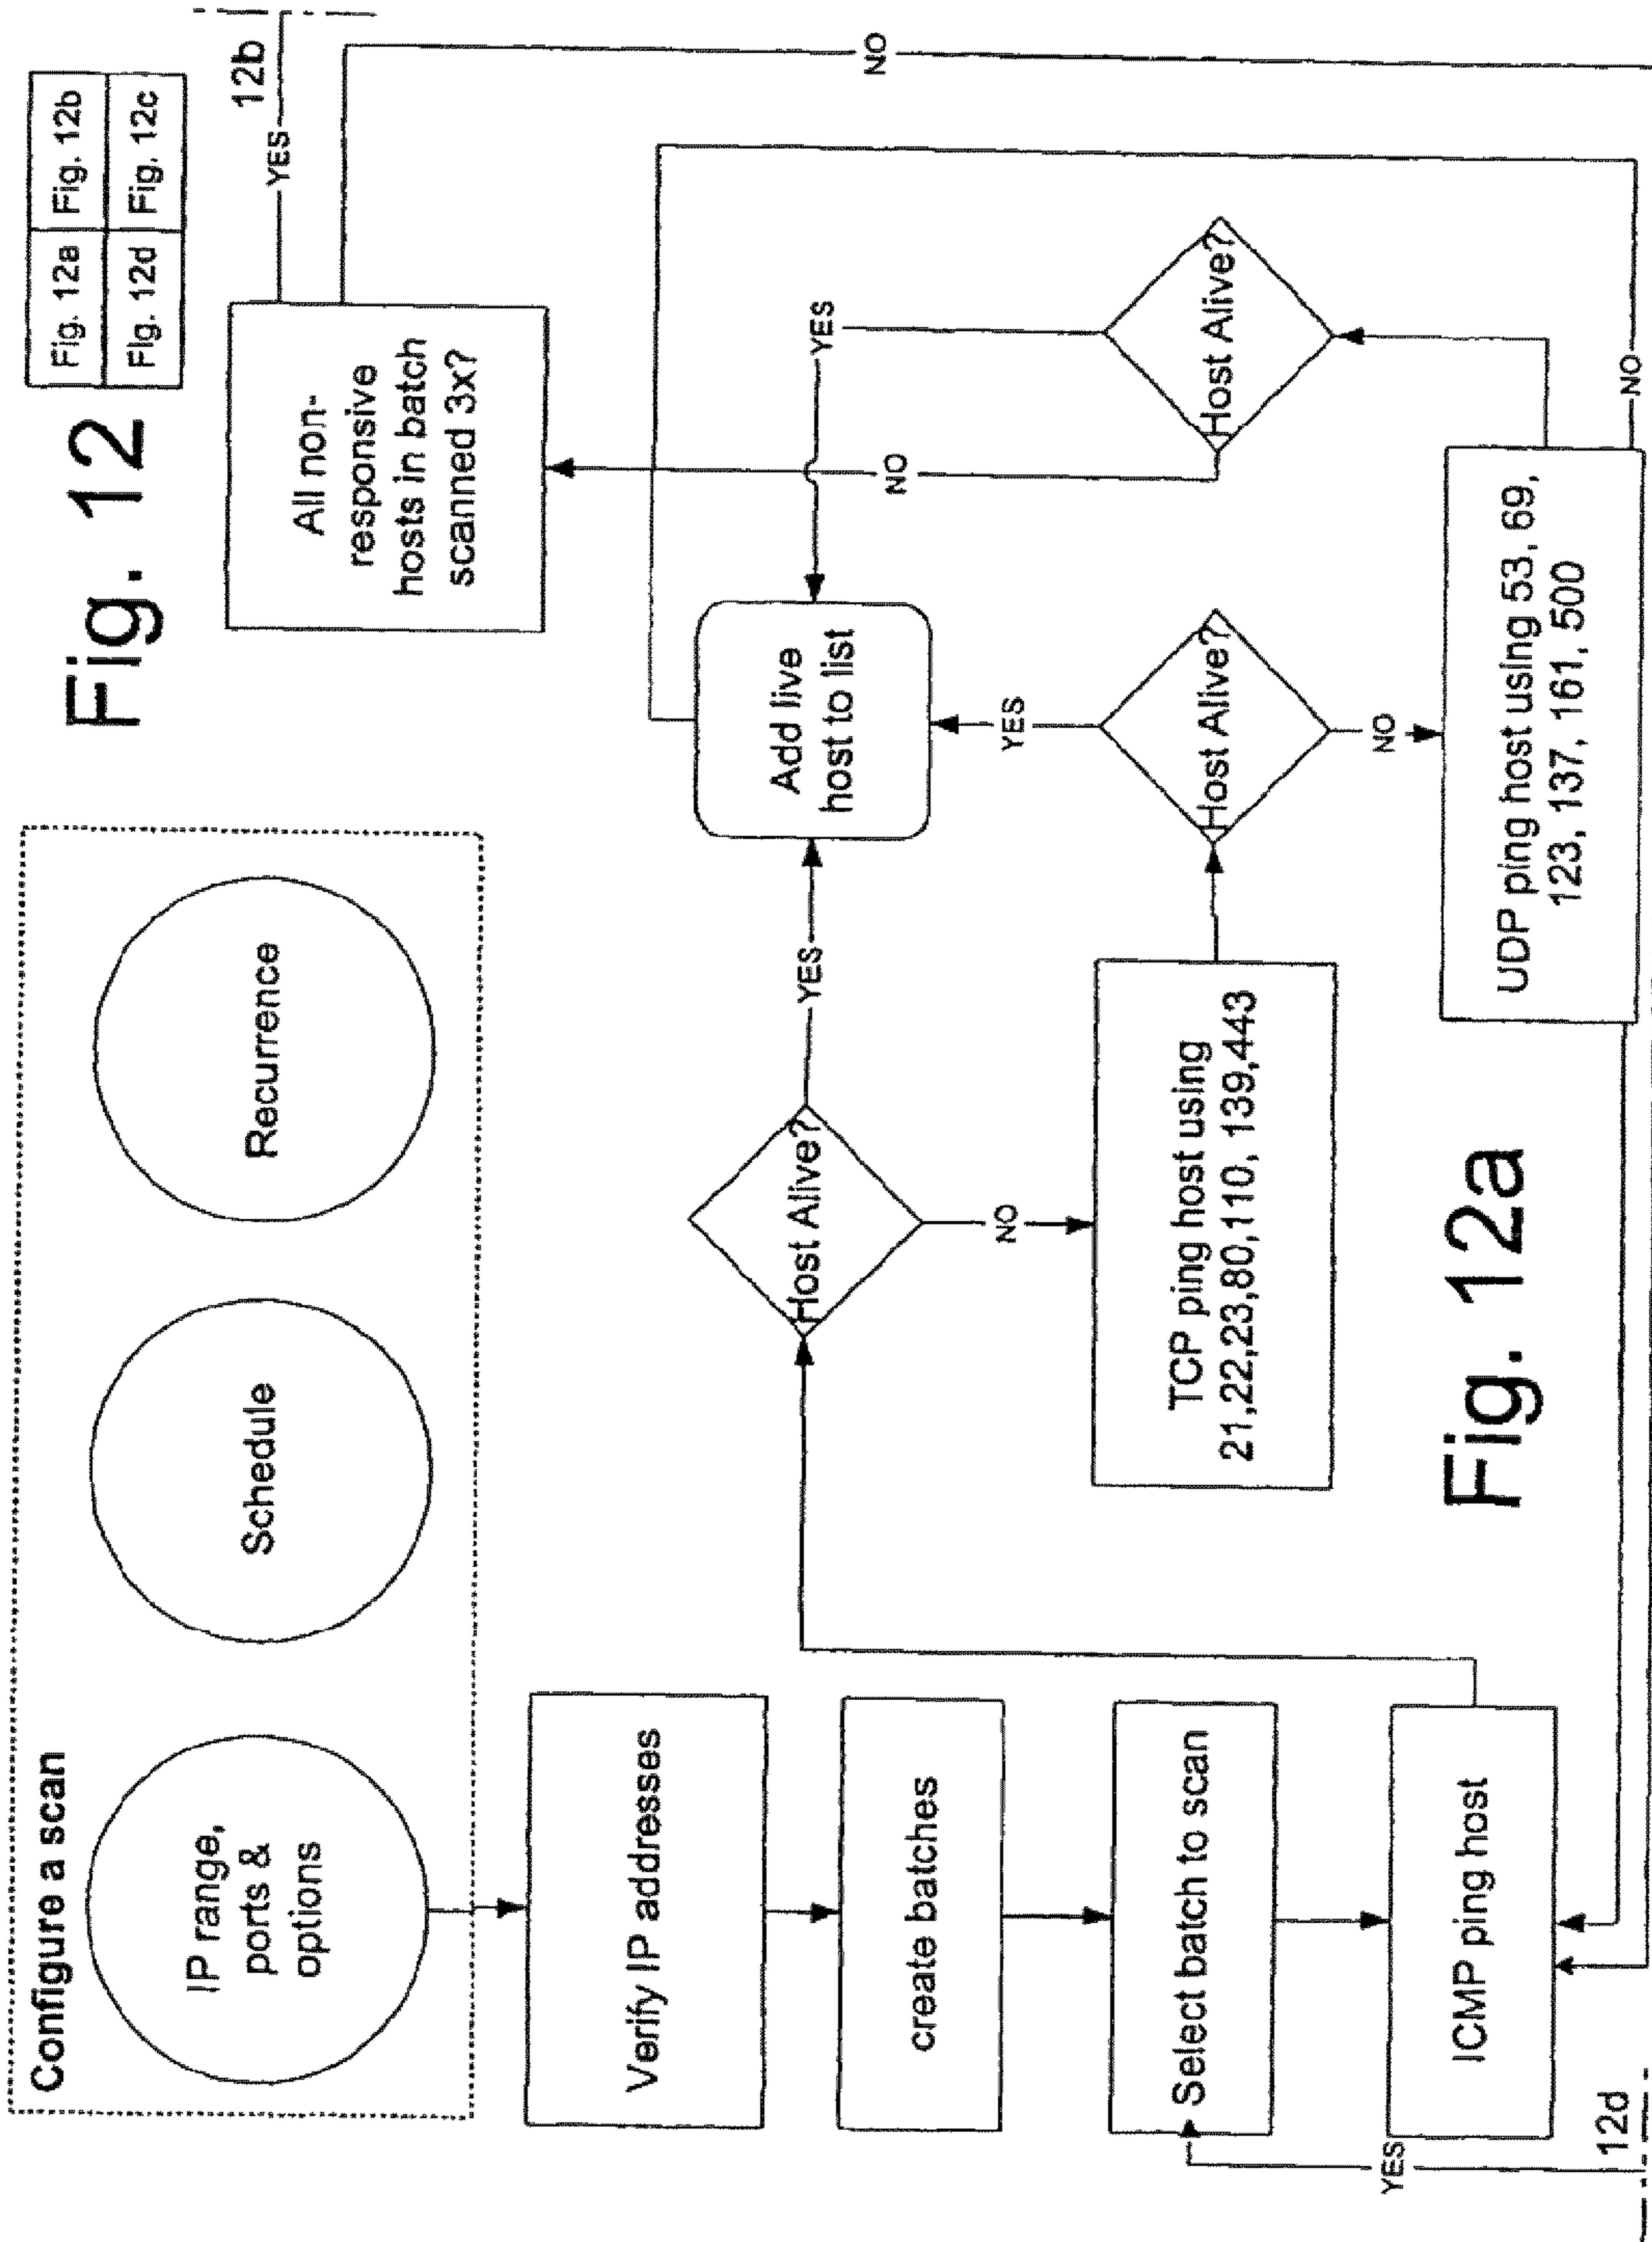 Fig. 12
Fig. 12a
Fig. 12b
Fig. 12d
Fig. 12c
Configure a scan
IP range,
ports &
options
Schedule
Recurrence
Verify IP addresses
create batches
Select batch to scan
ICMP ping host
YES
12d
Host Alive?
YES
NO
TCP ping host using
21,22,23,80,110, 139,443
Host Alive?
YES
NO
Add live
host to list
UDP ping host using 53, 69,
123, 137, 161, 500
NO
Host Alive?
YES
NO
All non-
responsive
hosts in batch
scanned 3x?
YES
12b
NO
Fig. 12a